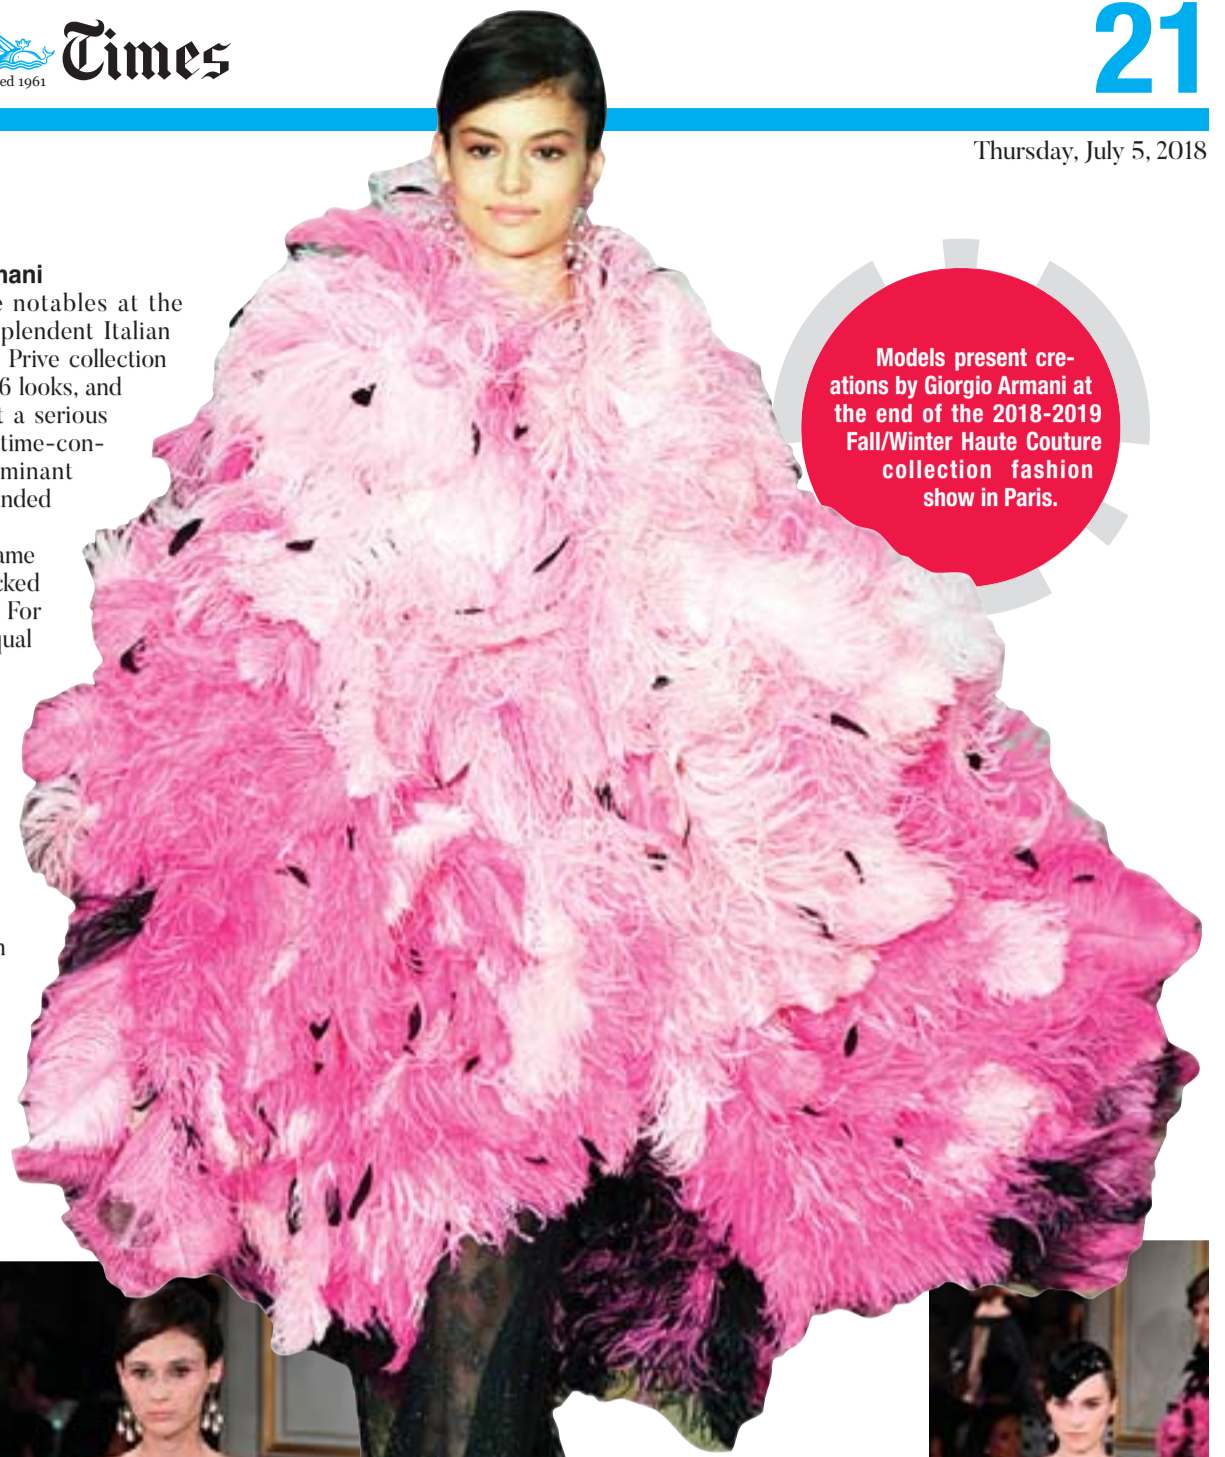 Times
ed 1961
21
Thursday, July 5, 2018
mani
e notables at the
plendent Italian
Prive collection
6 looks, and
t a serious
time-con-
minant
nded
ame
cked
For
qual
n
Models present cre-
ations by Giorgio Armani at
the end of the 2018-2019
Fall/Winter Haute Couture
collection fashion
show in Paris.